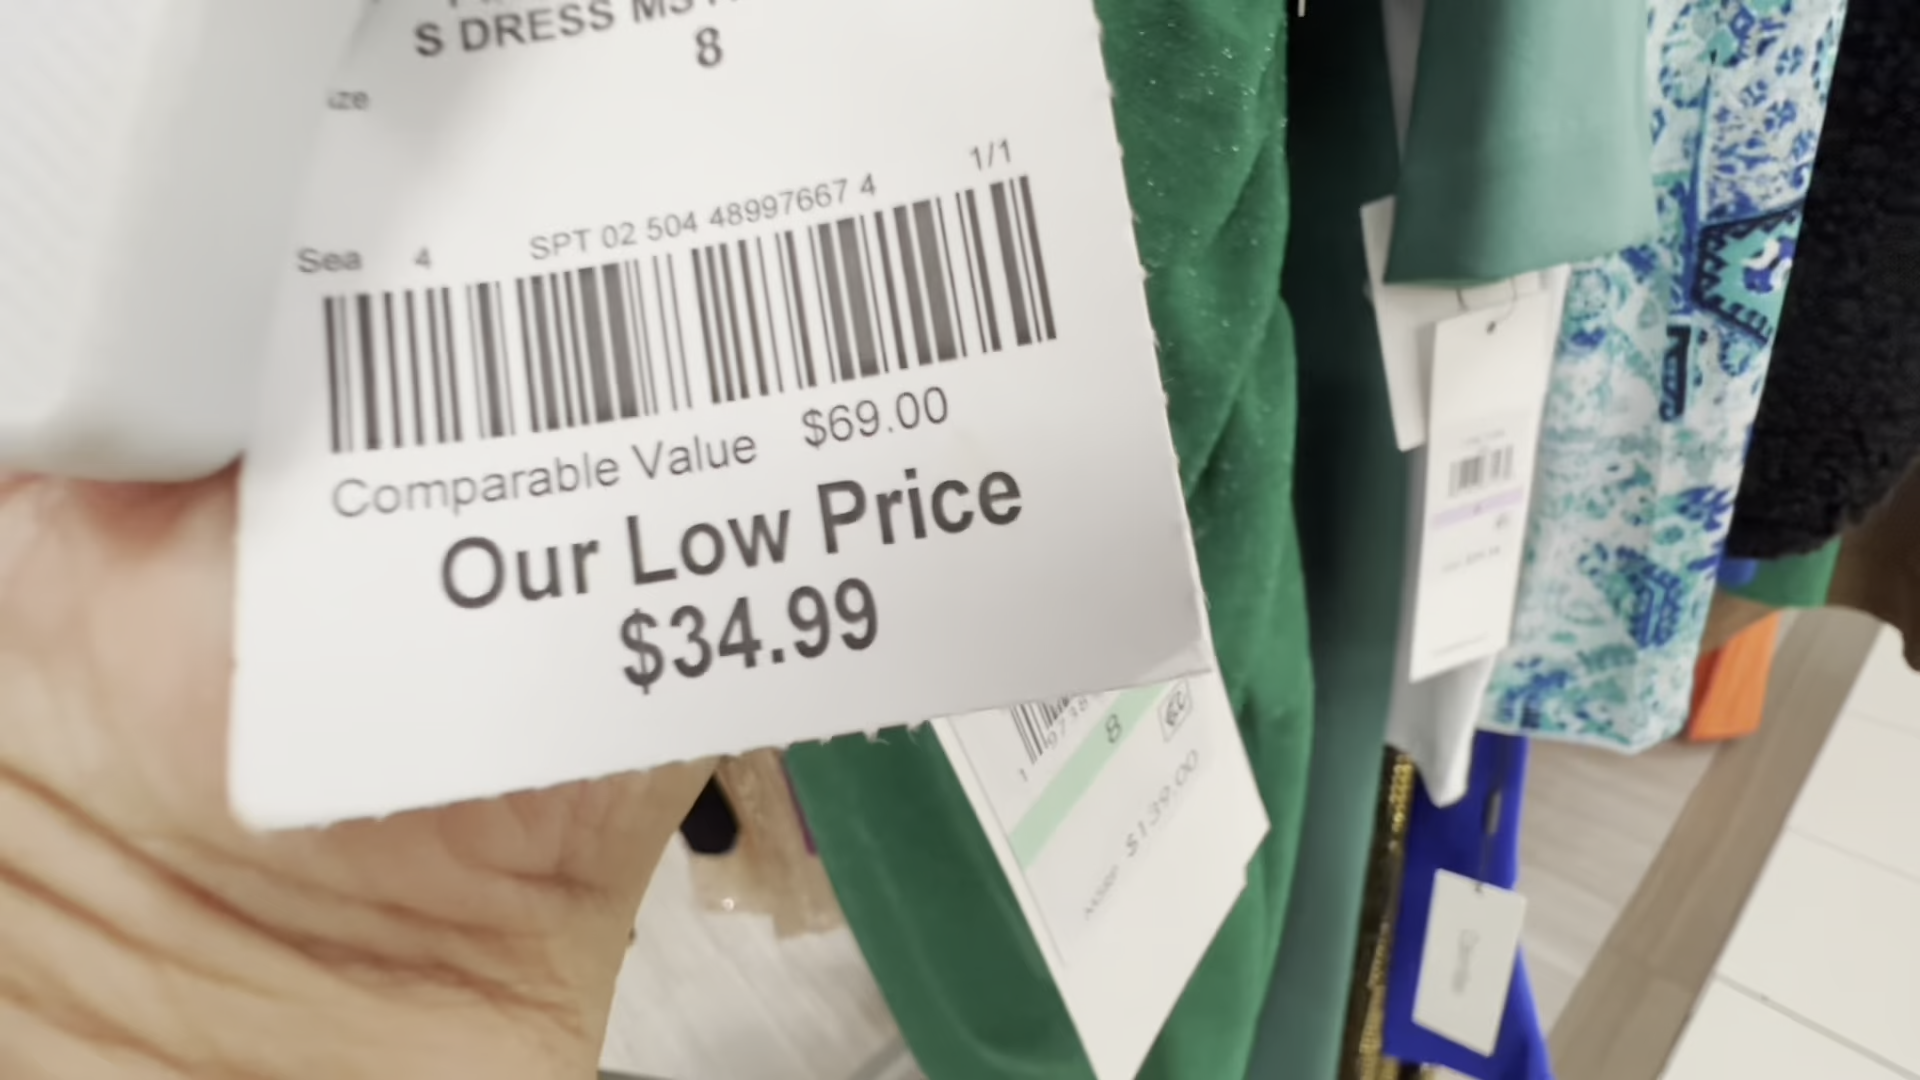 S DRESS
8
1/1
Sea 4 SPT 02 504 48997667 4
Comparable Value $69.00
Our Low Price
$34.99
8
$139.00